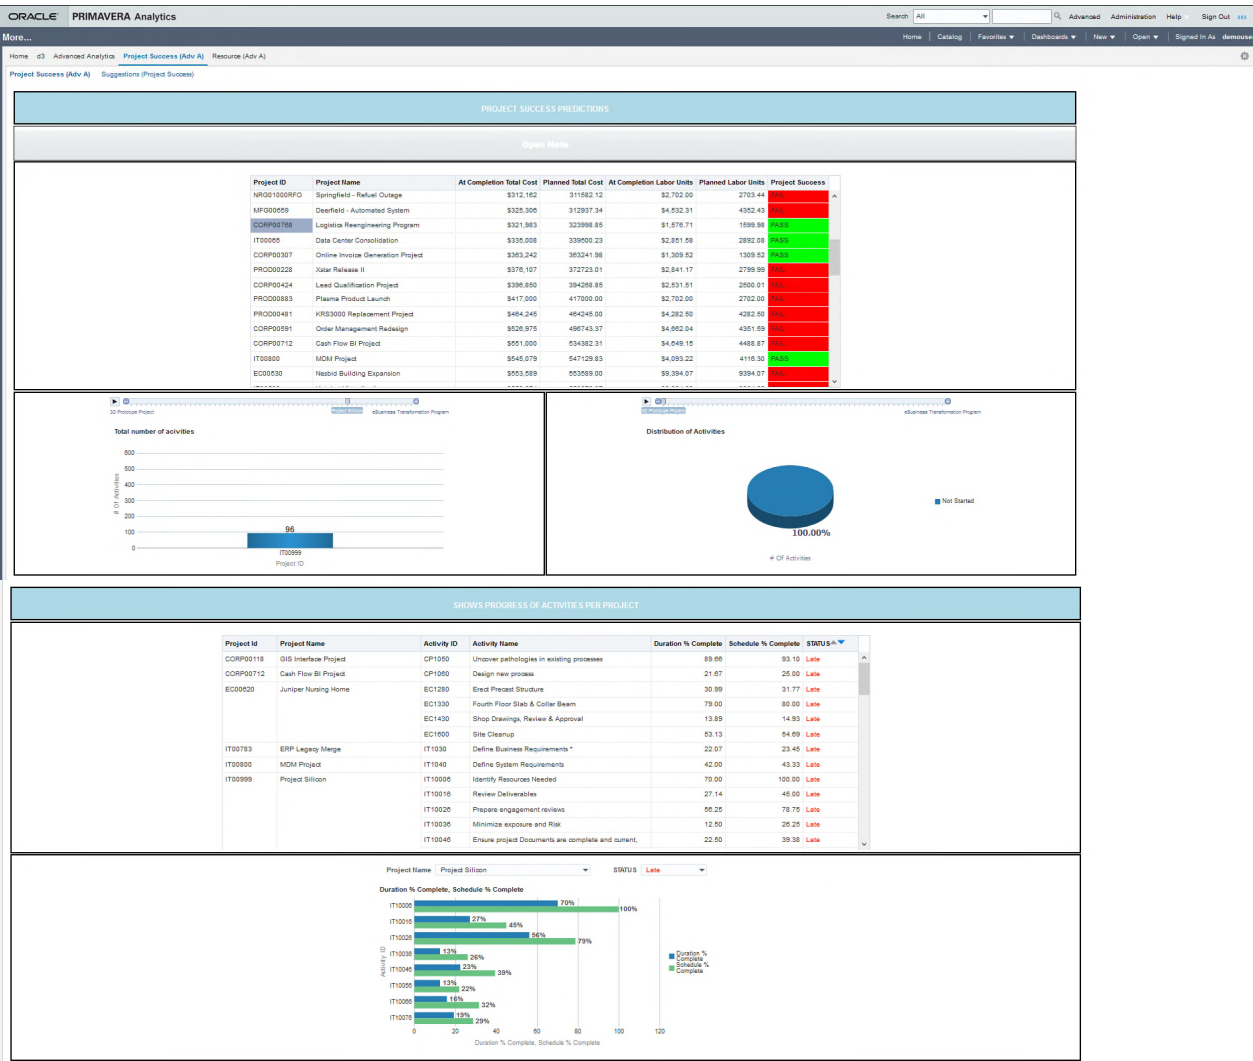 ORACLE PRIMAVERA Analytics Search All Advanced Administration Help Sign Out
More... Home Catalog Favorites Dashboards New Open Signed In As demouse
Home d3 Advanced Analytics Project Success (Adv A) Resource (Adv A)
Project Success (Adv A) Suggestions (Project Success)
PROJECT SUCCESS PREDICTIONS
Open Note
Project ID Project Name At Completion Total Cost Planned Total Cost At Completion Labor Units Planned Labor Units Project Success
NRG01000RFO Springfield - Refuel Outage $312,162 311582.12 $2,702.00 2703.44 FAIL
MFG00659 Deerfield - Automated System $325,306 312937.34 $4,532.31 4352.43 FAIL
CORP00768 Logistics Reengineering Program $321,983 323998.85 $1,576.71 1599.98 PASS
IT00066 Data Center Consolidation $335,008 339600.23 $2,851.58 2892.08 PASS
CORP00307 Online Invoice Generation Project $363,242 363241.98 $1,309.52 1309.52 PASS
PROD00228 Xstar Release II $376,107 372723.01 $2,841.17 2799.99 FAIL
CORP00424 Lead Qualification Project $396,850 394268.85 $2,531.51 2500.01 FAIL
PROD00883 Plasma Product Launch $417,000 417000.00 $2,702.00 2702.00 FAIL
PROD00481 KRS3000 Replacement Project $464,245 464245.00 $4,282.50 4282.50 FAIL
CORP00591 Order Management Redesign $526,975 496743.37 $4,662.04 4351.59 FAIL
CORP00712 Cash Flow BI Project $551,000 534382.31 $4,649.15 4488.87 FAIL
IT00800 MDM Project $545,079 547129.83 $4,093.22 4116.30 PASS
EC00530 Nesbid Building Expansion $553,589 553589.00 $9,394.07 9394.07 FAIL
3D Prototype Project Project Silicon eBusiness Transformation Program
3D Prototype Project eBusiness Transformation Program
Total number of acivities
600
500
400
300
200
100
0
# Of Activities
96
IT00999
Project ID
Distribution of Activities
Not Started
100.00%
# OF Activities
SHOWS PROGRESS OF ACTIVITIES PER PROJECT
Project Id Project Name Activity ID Activity Name Duration % Complete Schedule % Complete STATUS
CORP00118 GIS Interface Project CP1050 Uncover pathologies in existing processes 89.66 93.10 Late
CORP00712 Cash Flow BI Project CP1060 Design new process 21.67 25.00 Late
EC00620 Juniper Nursing Home EC1280 Erect Precast Structure 30.99 31.77 Late
EC1330 Fourth Floor Slab & Collar Beam 79.00 80.00 Late
EC1430 Shop Drawings, Review & Approval 13.89 14.93 Late
EC1600 Site Cleanup 53.13 54.69 Late
IT00783 ERP Legacy Merge IT1030 Define Business Requirements * 22.07 23.45 Late
IT00800 MDM Project IT1040 Define System Requirements 42.00 43.33 Late
IT00999 Project Silicon IT10006 Identify Resources Needed 70.00 100.00 Late
IT10016 Review Deliverables 27.14 45.00 Late
IT10026 Prepare engagement reviews 56.25 78.75 Late
IT10036 Minimize exposure and Risk 12.50 26.25 Late
IT10046 Ensure project Documents are complete and current, 22.50 39.38 Late
Project Name Project Silicon STATUS Late
Duration % Complete, Schedule % Complete
Activity ID
IT10006 70% 100%
IT10016 27% 45%
IT10026 56% 79%
IT10036 13% 26%
IT10046 23% 39%
IT10056 13% 22%
IT10066 16% 32%
IT10076 19% 29%
0 20 40 60 80 100 120
Duration % Complete, Schedule % Complete
Duration % Complete
Schedule % Complete